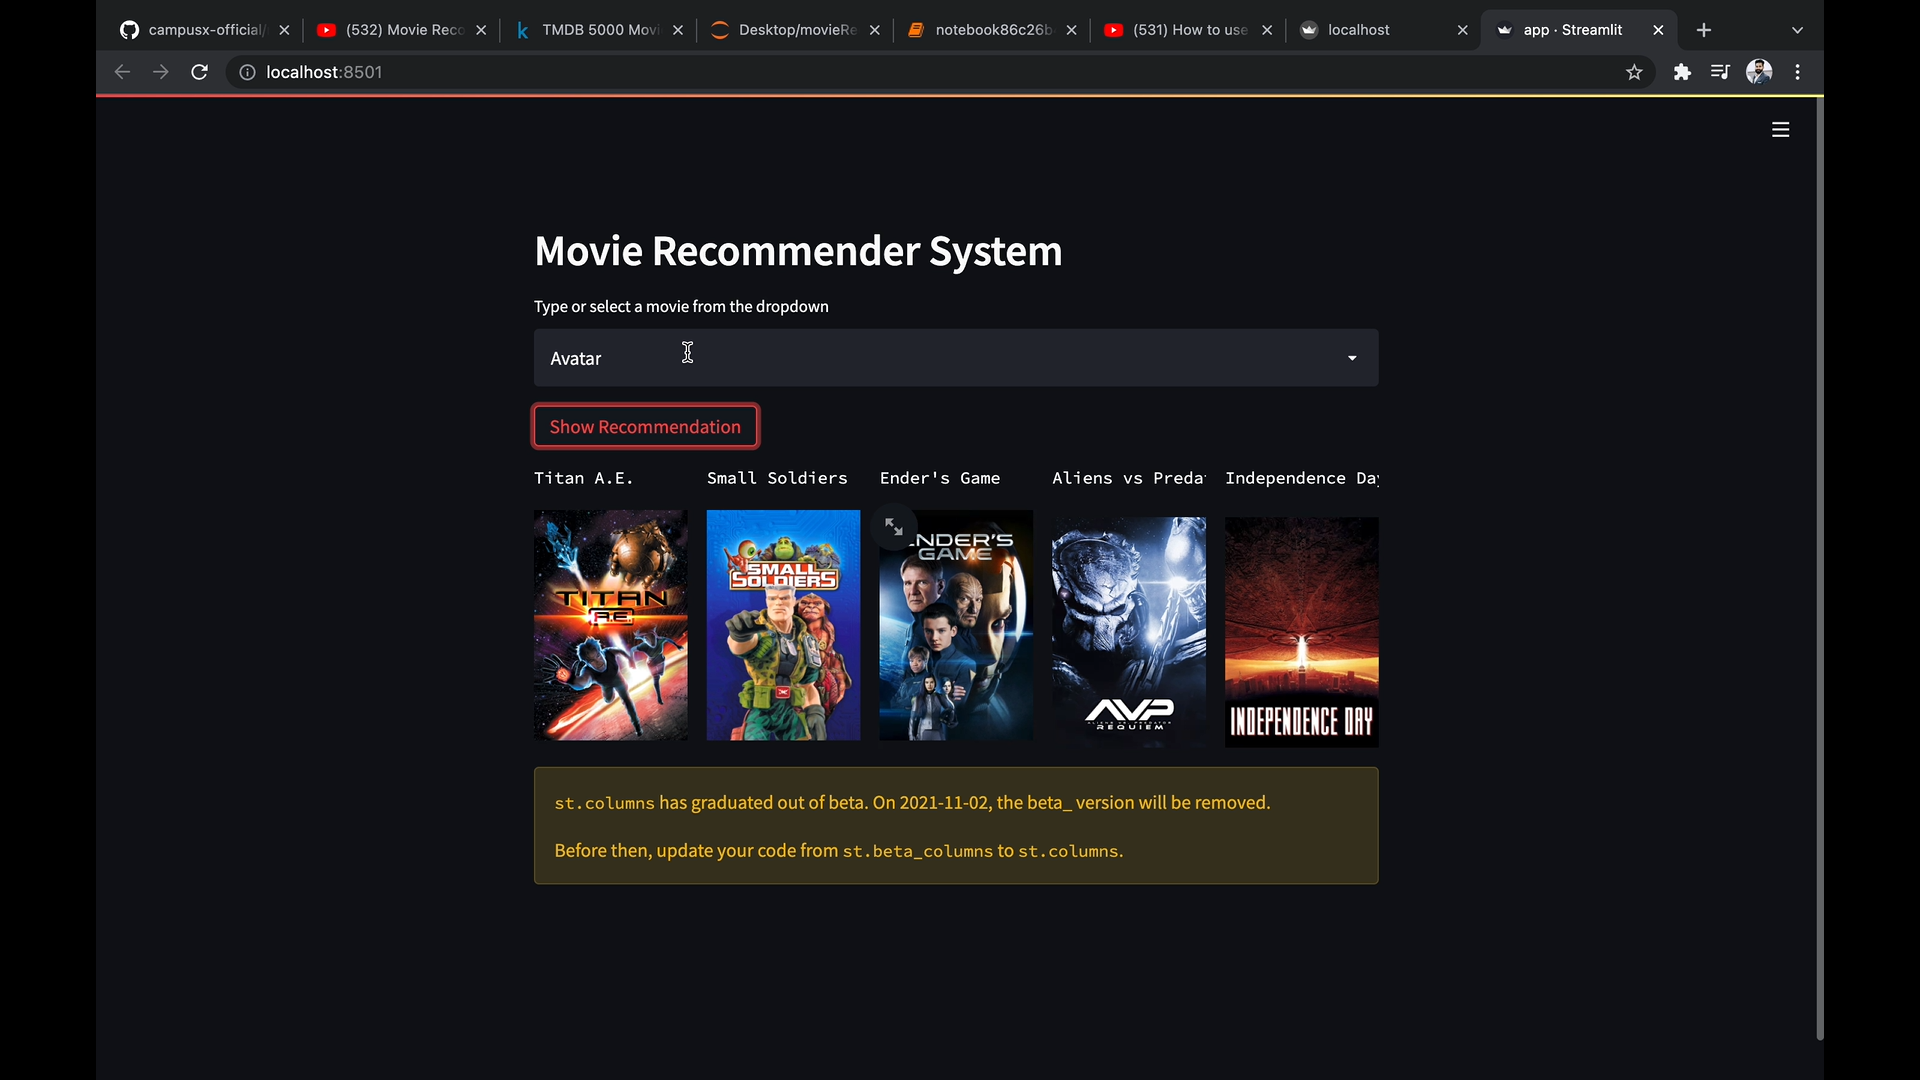 campusx-official/
(532) Movie Reco
TMDB 5000 Movi
Desktop/movieRe
notebook86c26b
(531) How to use
localhost
app · Streamlit
localhost:8501
Movie Recommender System
Type or select a movie from the dropdown
Avatar
Show Recommendation
Titan A.E.
Small Soldiers
Ender's Game
Aliens vs Preda
Independence Day
TITAN
A.E.
SMALL
SOLDIERS
ENDER'S
GAME
AVP
REQUIEM
INDEPENDENCE DAY
st.columns has graduated out of beta. On 2021-11-02, the beta_ version will be removed.
Before then, update your code from st.beta_columns to st.columns.